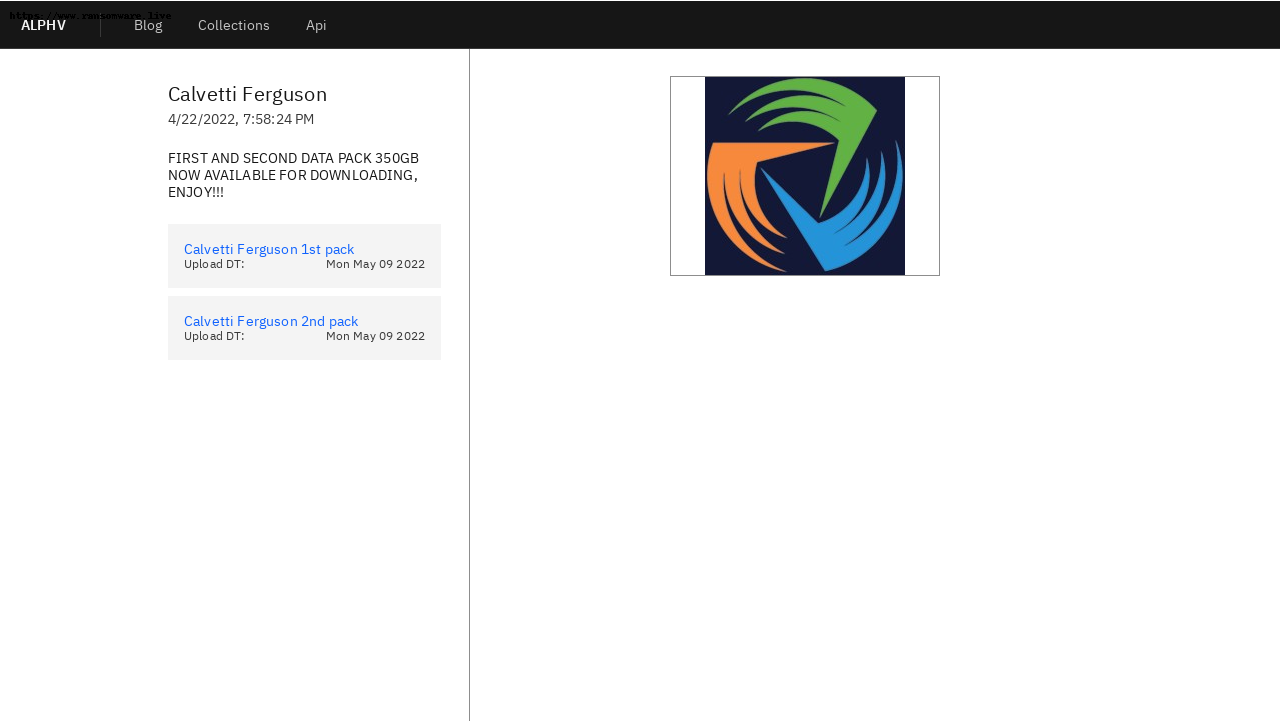 https://www.ransomware.live
ALPHV
Blog
Collections
Api
Calvetti Ferguson
4/22/2022, 7:58:24 PM
FIRST AND SECOND DATA PACK 350GB
NOW AVAILABLE FOR DOWNLOADING,
ENJOY!!!
Calvetti Ferguson 1st pack
Upload DT: Mon May 09 2022
Calvetti Ferguson 2nd pack
Upload DT: Mon May 09 2022